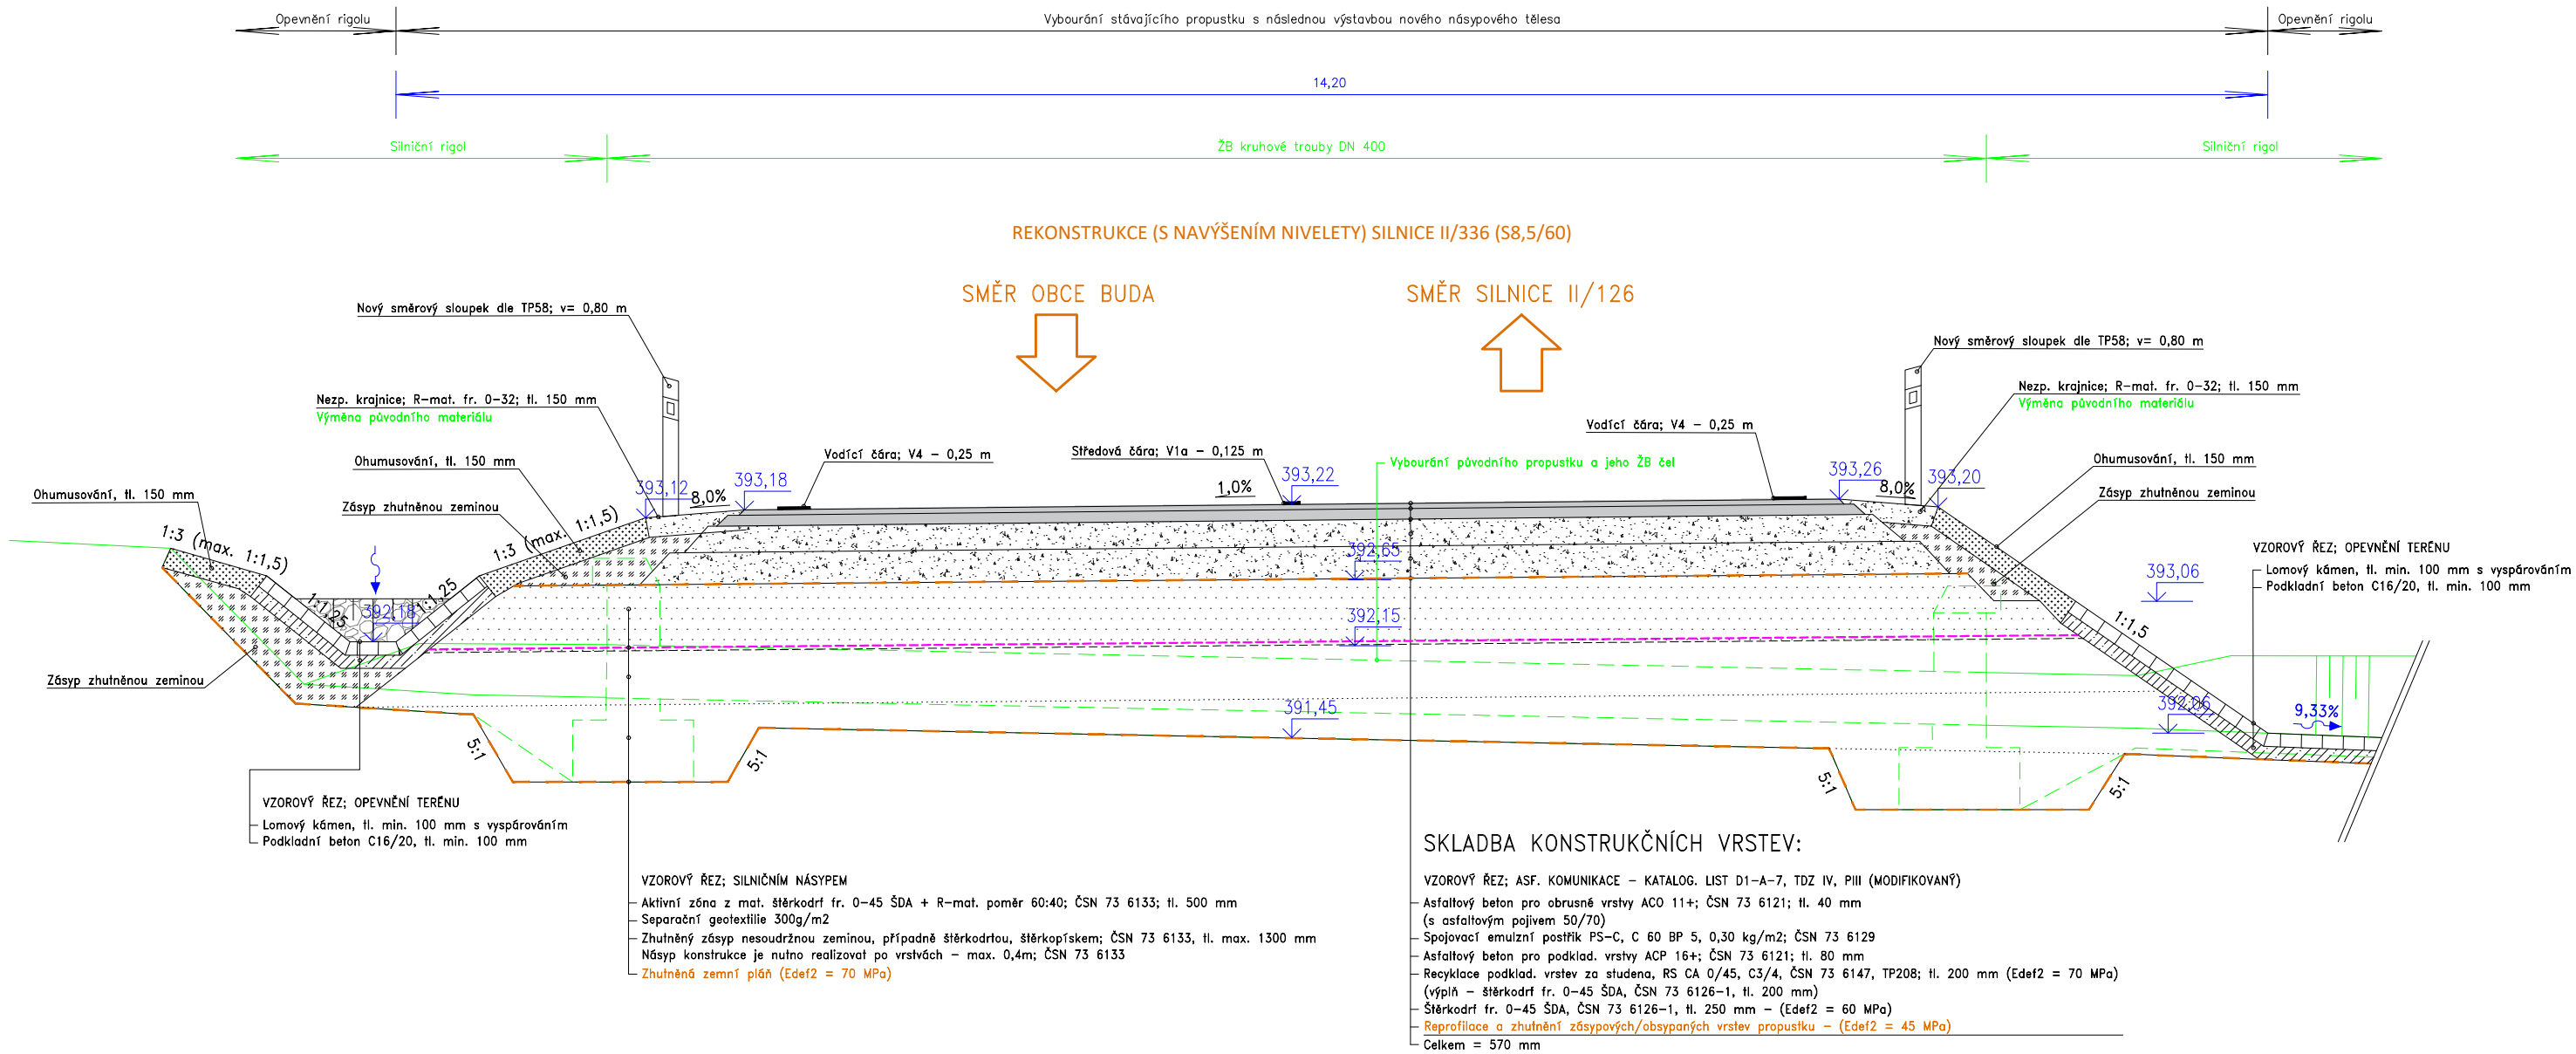 Opevnění rigolu
Vybourání stávajícího propustku s následnou výstavbou nového násypového tělesa
Opevnění rigolu
14,20
Silniční rigol
ŽB kruhové trouby DN 400
Silniční rigol
REKONSTRUKCE (S NAVÝŠENÍM NIVELETY) SILNICE II/336 (S8,5/60)
SMĚR OBCE BUDA
SMĚR SILNICE II/126
Nový směrový sloupek dle TP58; v= 0,80 m
Nový směrový sloupek dle TP58; v= 0,80 m
Nezp. krajnice; R-mat. fr. 0-32; tl. 150 mm
Výměna původního materiálu
Nezp. krajnice; R-mat. fr. 0-32; tl. 150 mm
Výměna původního materiálu
Vodící čára; V4 - 0,25 m
Středová čára; V1a - 0,125 m
Vodící čára; V4 - 0,25 m
Vybourání původního propustku a jeho ŽB čel
Ohumusování, tl. 150 mm
Ohumusování, tl. 150 mm
Ohumusování, tl. 150 mm
Zásyp zhutněnou zeminou
Zásyp zhutněnou zeminou
Zásyp zhutněnou zeminou
393,12
8,0%
393,18
1,0%
393,22
393,26
8,0%
393,20
1:3 (max. 1:1,5)
1:3 (max. 1:1,5)
1:1,25
392,18
1:1,25
392,65
392,15
391,45
393,06
1:1,5
392,06
9,33%
5:1
5:1
5:1
5:1
VZOROVÝ ŘEZ; OPEVNĚNÍ TERÉNU
Lomový kámen, tl. min. 100 mm s vyspárováním
Podkladní beton C16/20, tl. min. 100 mm
VZOROVÝ ŘEZ; OPEVNĚNÍ TERÉNU
Lomový kámen, tl. min. 100 mm s vyspárováním
Podkladní beton C16/20, tl. min. 100 mm
VZOROVÝ ŘEZ; SILNIČNÍM NÁSYPEM
Aktivní zóna z mat. štěrkodrť fr. 0-45 ŠDA + R-mat. poměr 60:40; ČSN 73 6133; tl. 500 mm
Separační geotextilie 300g/m2
Zhutněný zásyp nesoudržnou zeminou, případně štěrkodrtou, štěrkopískem; ČSN 73 6133, tl. max. 1300 mm
Násyp konstrukce je nutno realizovat po vrstvách - max. 0,4m; ČSN 73 6133
Zhutněná zemní pláň (Edef2 = 70 MPa)
SKLADBA KONSTRUKČNÍCH VRSTEV:
VZOROVÝ ŘEZ; ASF. KOMUNIKACE - KATALOG. LIST D1-A-7, TDZ IV, PIII (MODIFIKOVANÝ)
Asfaltový beton pro obrusné vrstvy ACO 11+; ČSN 73 6121; tl. 40 mm
(s asfaltovým pojivem 50/70)
Spojovací emulzní postřik PS-C, C 60 BP 5, 0,30 kg/m2; ČSN 73 6129
Asfaltový beton pro podklad. vrstvy ACP 16+; ČSN 73 6121; tl. 80 mm
Recyklace podklad. vrstev za studena, RS CA 0/45, C3/4, ČSN 73 6147, TP208; tl. 200 mm (Edef2 = 70 MPa)
(výplň - štěrkodrť fr. 0-45 ŠDA, ČSN 73 6126-1, tl. 200 mm)
Štěrkodrť fr. 0-45 ŠDA, ČSN 73 6126-1, tl. 250 mm - (Edef2 = 60 MPa)
Reprofilace a zhutnění zásypových/obsypaných vrstev propustku - (Edef2 = 45 MPa)
Celkem = 570 mm